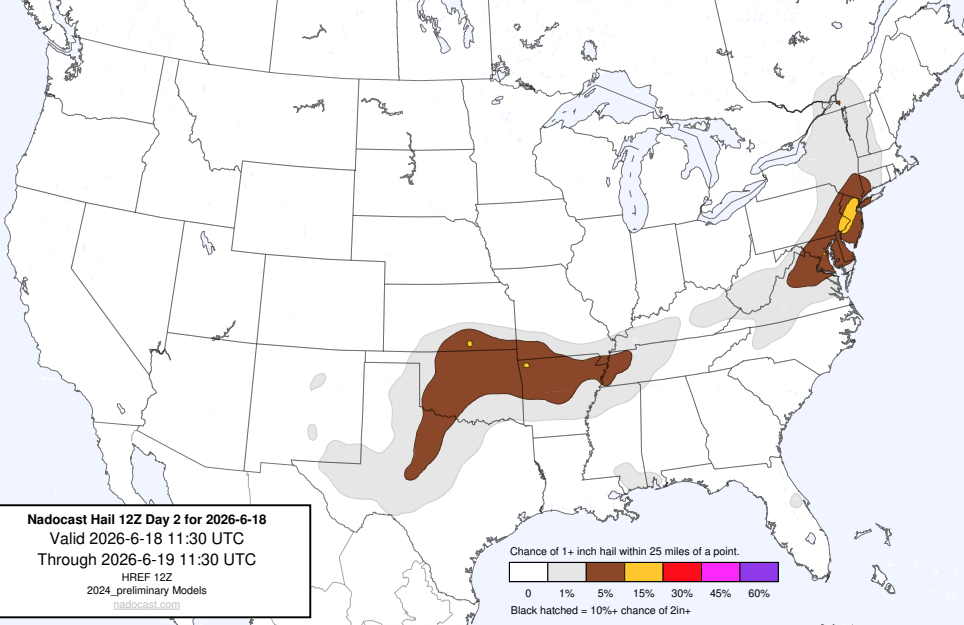 Nadocast Hail 12Z Day 2 for 2026-6-18
Valid 2026-6-18 11:30 UTC
Through 2026-6-19 11:30 UTC
HREF 12Z
2024_preliminary Models
nadocast.com
Chance of 1+ inch hail within 25 miles of a point.
0 1% 5% 15% 30% 45% 60%
Black hatched = 10%+ chance of 2in+